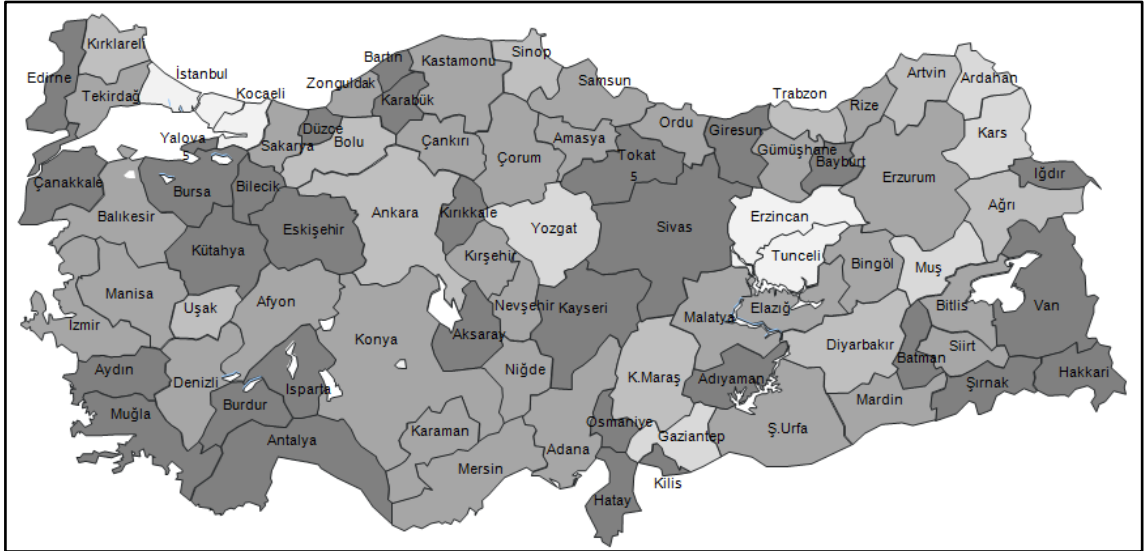 Kırklareli
Edirne
Tekirdağ
İstanbul
Kocaeli
Yalova
5
Sakarya
Düzce
Zonguldak
Bartın
Karabük
Kastamonu
Sinop
Samsun
Bolu
Çankırı
Çorum
Amasya
Tokat
5
Ordu
Giresun
Trabzon
Gümüşhane
Bayburt
Rize
Artvin
Ardahan
Kars
Iğdır
Ağrı
Erzurum
Erzincan
Tunceli
Bingöl
Muş
Bitlis
Van
Hakkari
Şırnak
Siirt
Batman
Diyarbakır
Mardin
Elazığ
Malatya
Adıyaman
Ş.Urfa
Gaziantep
Kilis
K.Maraş
Osmaniye
Hatay
Adana
Sivas
Yozgat
Kayseri
Kırıkkale
Kırşehir
Nevşehir
Aksaray
Niğde
Ankara
Konya
Karaman
Mersin
Antalya
Isparta
Burdur
Afyon
Eskişehir
Bilecik
Bursa
Kütahya
Uşak
Denizli
Muğla
Aydın
İzmir
Manisa
Balıkesir
Çanakkale